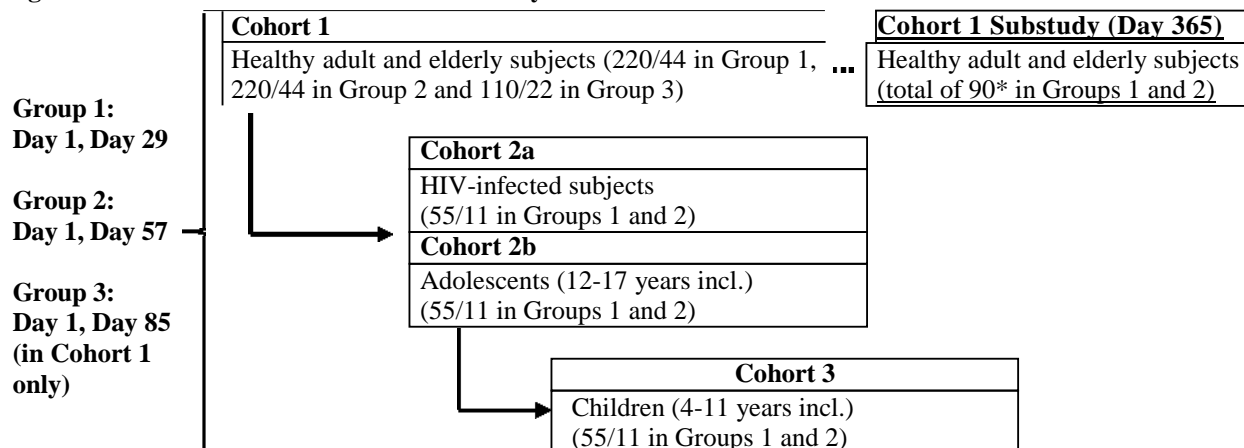 Group 1:
Day 1, Day 29
Group 2:
Day 1, Day 57
Group 3:
Day 1, Day 85
(in Cohort 1
only)
Cohort 1
Healthy adult and elderly subjects (220/44 in Group 1,
220/44 in Group 2 and 110/22 in Group 3)
...
Cohort 1 Substudy (Day 365)
Healthy adult and elderly subjects
(total of 90* in Groups 1 and 2)
Cohort 2a
HIV-infected subjects
(55/11 in Groups 1 and 2)
Cohort 2b
Adolescents (12-17 years incl.)
(55/11 in Groups 1 and 2)
Cohort 3
Children (4-11 years incl.)
(55/11 in Groups 1 and 2)